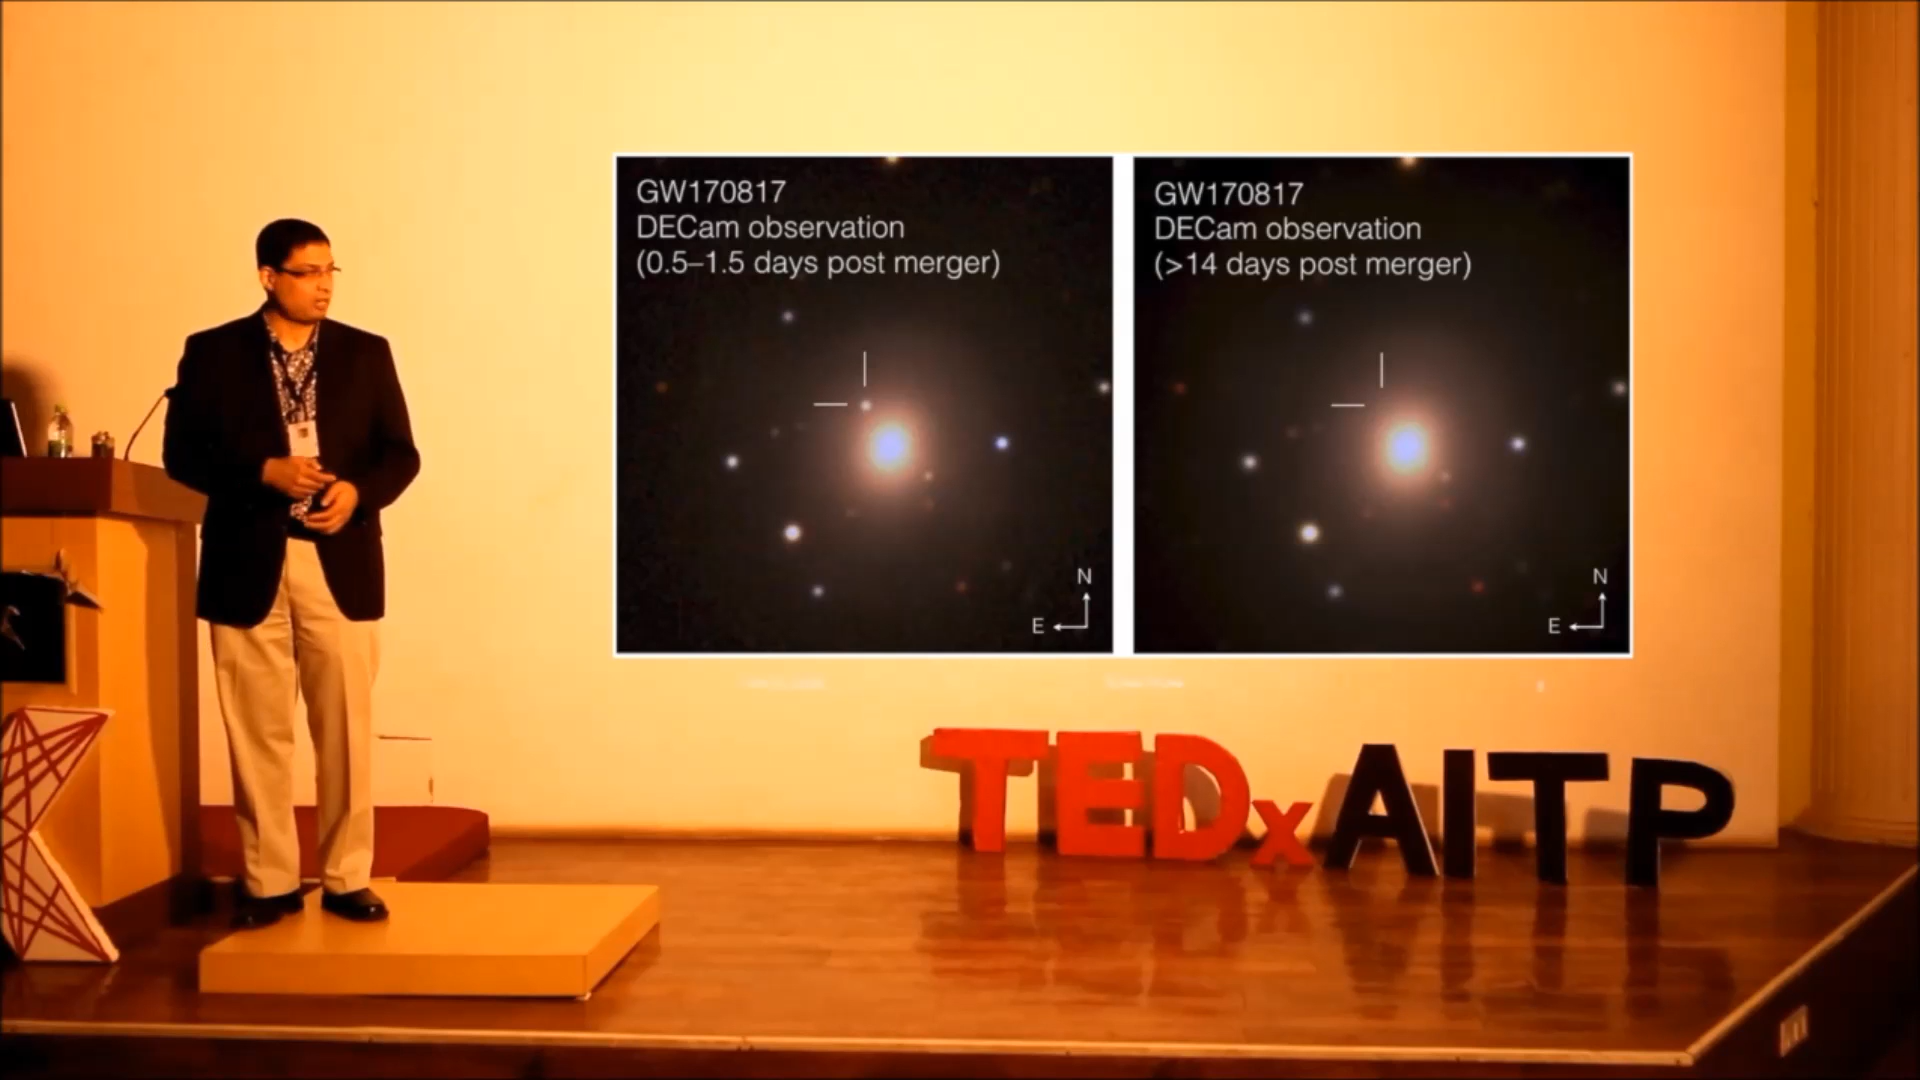 GW170817
DECam observation
(0.5–1.5 days post merger)
N
E
GW170817
DECam observation
(>14 days post merger)
N
E
TEDxAITP